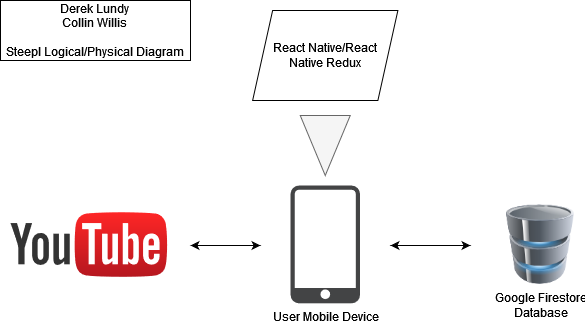 Derek Lundy
Collin Willis
Steepl Logical/Physical Diagram
React Native/React
Native Redux
YouTube
User Mobile Device
Google Firestore
Database